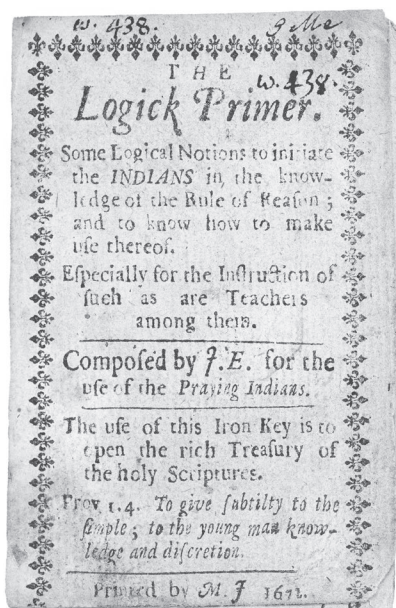 w. 438.
THE
w. 438.
Logick Primer.
Some Logical Notions to initiate
the INDIANS in the know-
ledge of the Rule of Reaſon ;
and to know how to make
uſe thereof.
Eſpecially for the Inſtruction of
ſuch as are Teachers
among them.
Compoſed by J.E. for the
uſe of the Praying Indians.
The uſe of this Iron Key is to
open the rich Treaſury of
the holy Scriptures.
Prov 1.4. To give ſubtilty to the
ſimple ; to the young man know-
ledge and diſcretion.
Printed by M. J 1672.